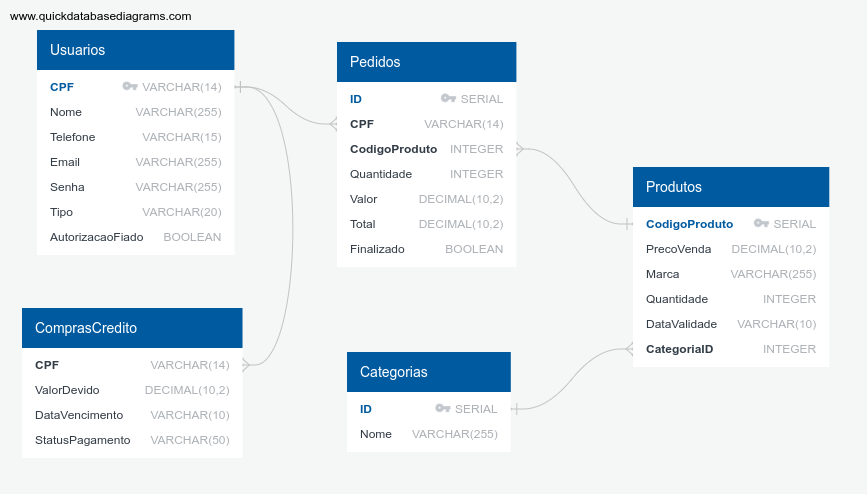 www.quickdatabasediagrams.com
Usuarios
CPF VARCHAR(14)
Nome VARCHAR(255)
Telefone VARCHAR(15)
Email VARCHAR(255)
Senha VARCHAR(255)
Tipo VARCHAR(20)
AutorizacaoFiado BOOLEAN
Pedidos
ID SERIAL
CPF VARCHAR(14)
CodigoProduto INTEGER
Quantidade INTEGER
Valor DECIMAL(10,2)
Total DECIMAL(10,2)
Finalizado BOOLEAN
Produtos
CodigoProduto SERIAL
PrecoVenda DECIMAL(10,2)
Marca VARCHAR(255)
Quantidade INTEGER
DataValidade VARCHAR(10)
CategoriaID INTEGER
ComprasCredito
CPF VARCHAR(14)
ValorDevido DECIMAL(10,2)
DataVencimento VARCHAR(10)
StatusPagamento VARCHAR(50)
Categorias
ID SERIAL
Nome VARCHAR(255)